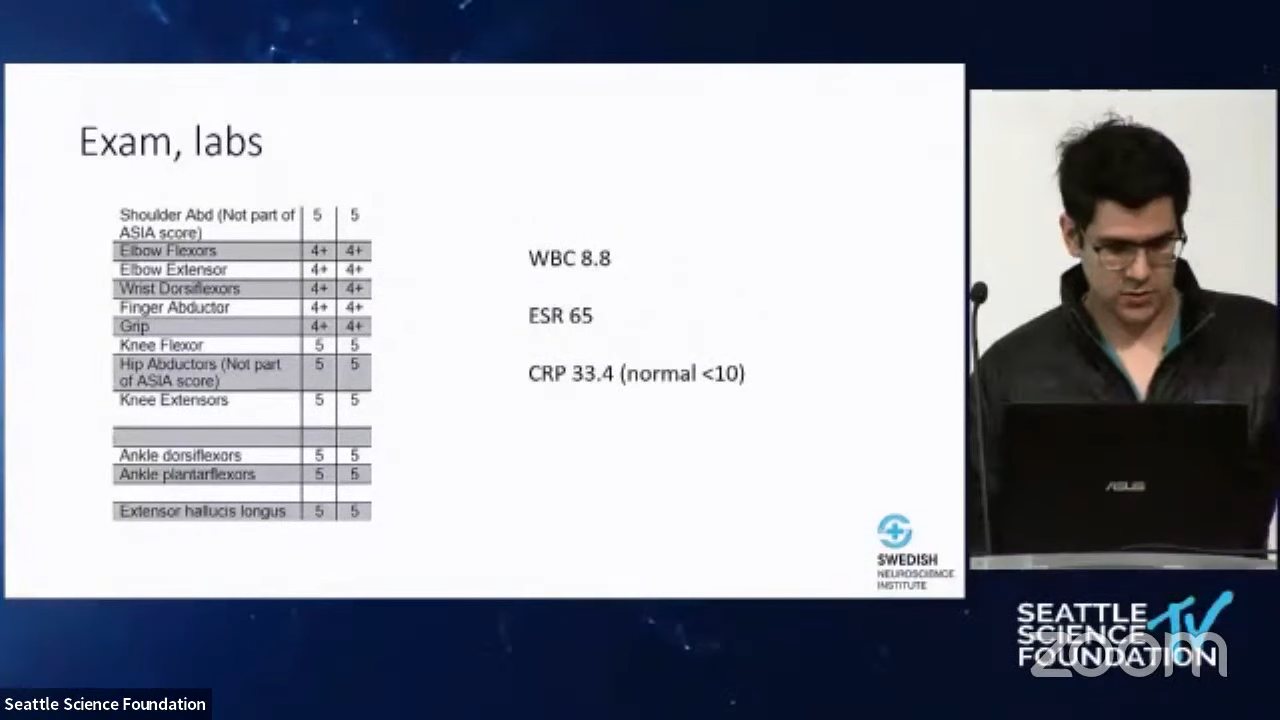 Exam, labs
Shoulder Abd (Not part of 5 5
ASIA score)
Elbow Flexors 4+ 4+
Elbow Extensor 4+ 4+
Wrist Dorsiflexors 4+ 4+
Finger Abductor 4+ 4+
Grip 4+ 4+
Knee Flexor 5 5
Hip Abductors (Not part 5 5
of ASIA score)
Knee Extensors 5 5
Ankle dorsiflexors 5 5
Ankle plantarflexors 5 5
Extensor hallucis longus 5 5
WBC 8.8
ESR 65
CRP 33.4 (normal <10)
SWEDISH
NEUROSCIENCE
INSTITUTE
ASUS
SEATTLE
SCIENCE TV
FOUNDATION
zoom
Seattle Science Foundation